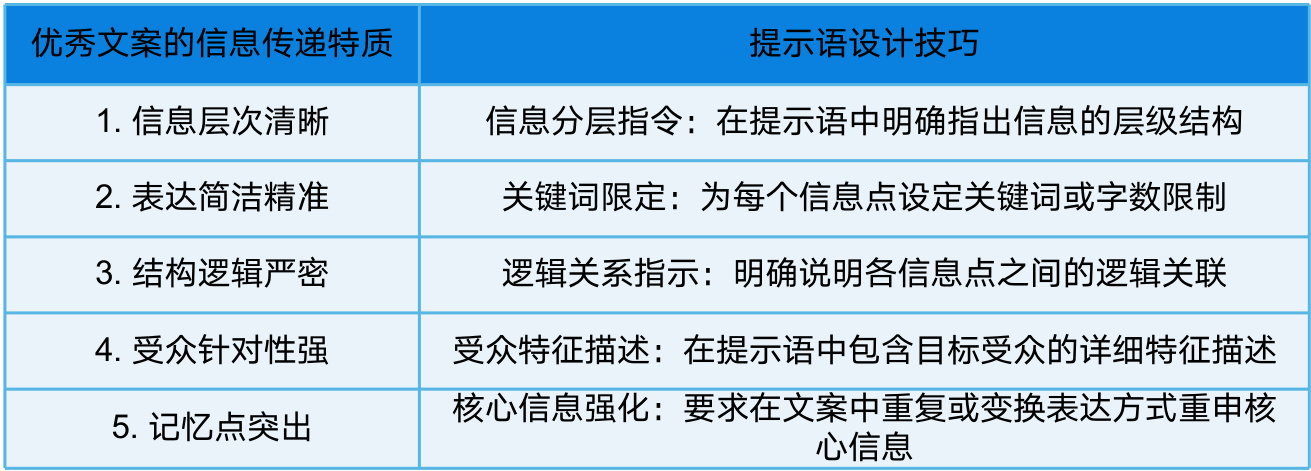 优秀文案的信息传递特质 提示语设计技巧
1. 信息层次清晰 信息分层指令：在提示语中明确指出信息的层级结构
2. 表达简洁精准 关键词限定：为每个信息点设定关键词或字数限制
3. 结构逻辑严密 逻辑关系指示：明确说明各信息点之间的逻辑关联
4. 受众针对性强 受众特征描述：在提示语中包含目标受众的详细特征描述
5. 记忆点突出 核心信息强化：要求在文案中重复或变换表达方式重申核
心信息